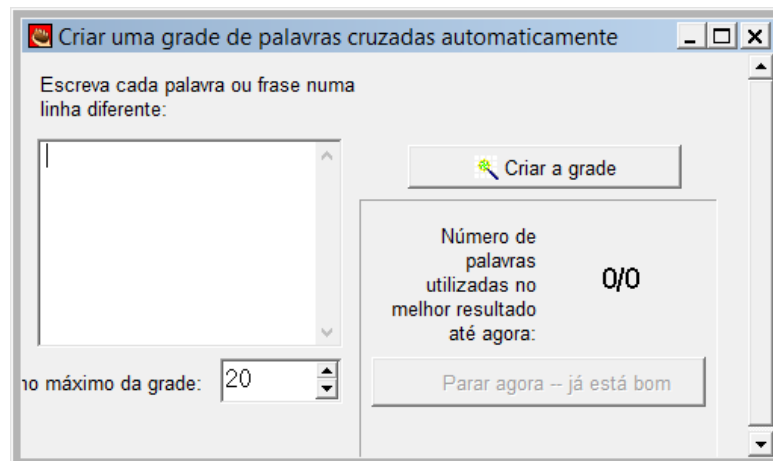 Criar uma grade de palavras cruzadas automaticamente
Escreva cada palavra ou frase numa
linha diferente:
Criar a grade
Número de
palavras
utilizadas no
melhor resultado
até agora:
0/0
no máximo da grade:
20
Parar agora -- já está bom